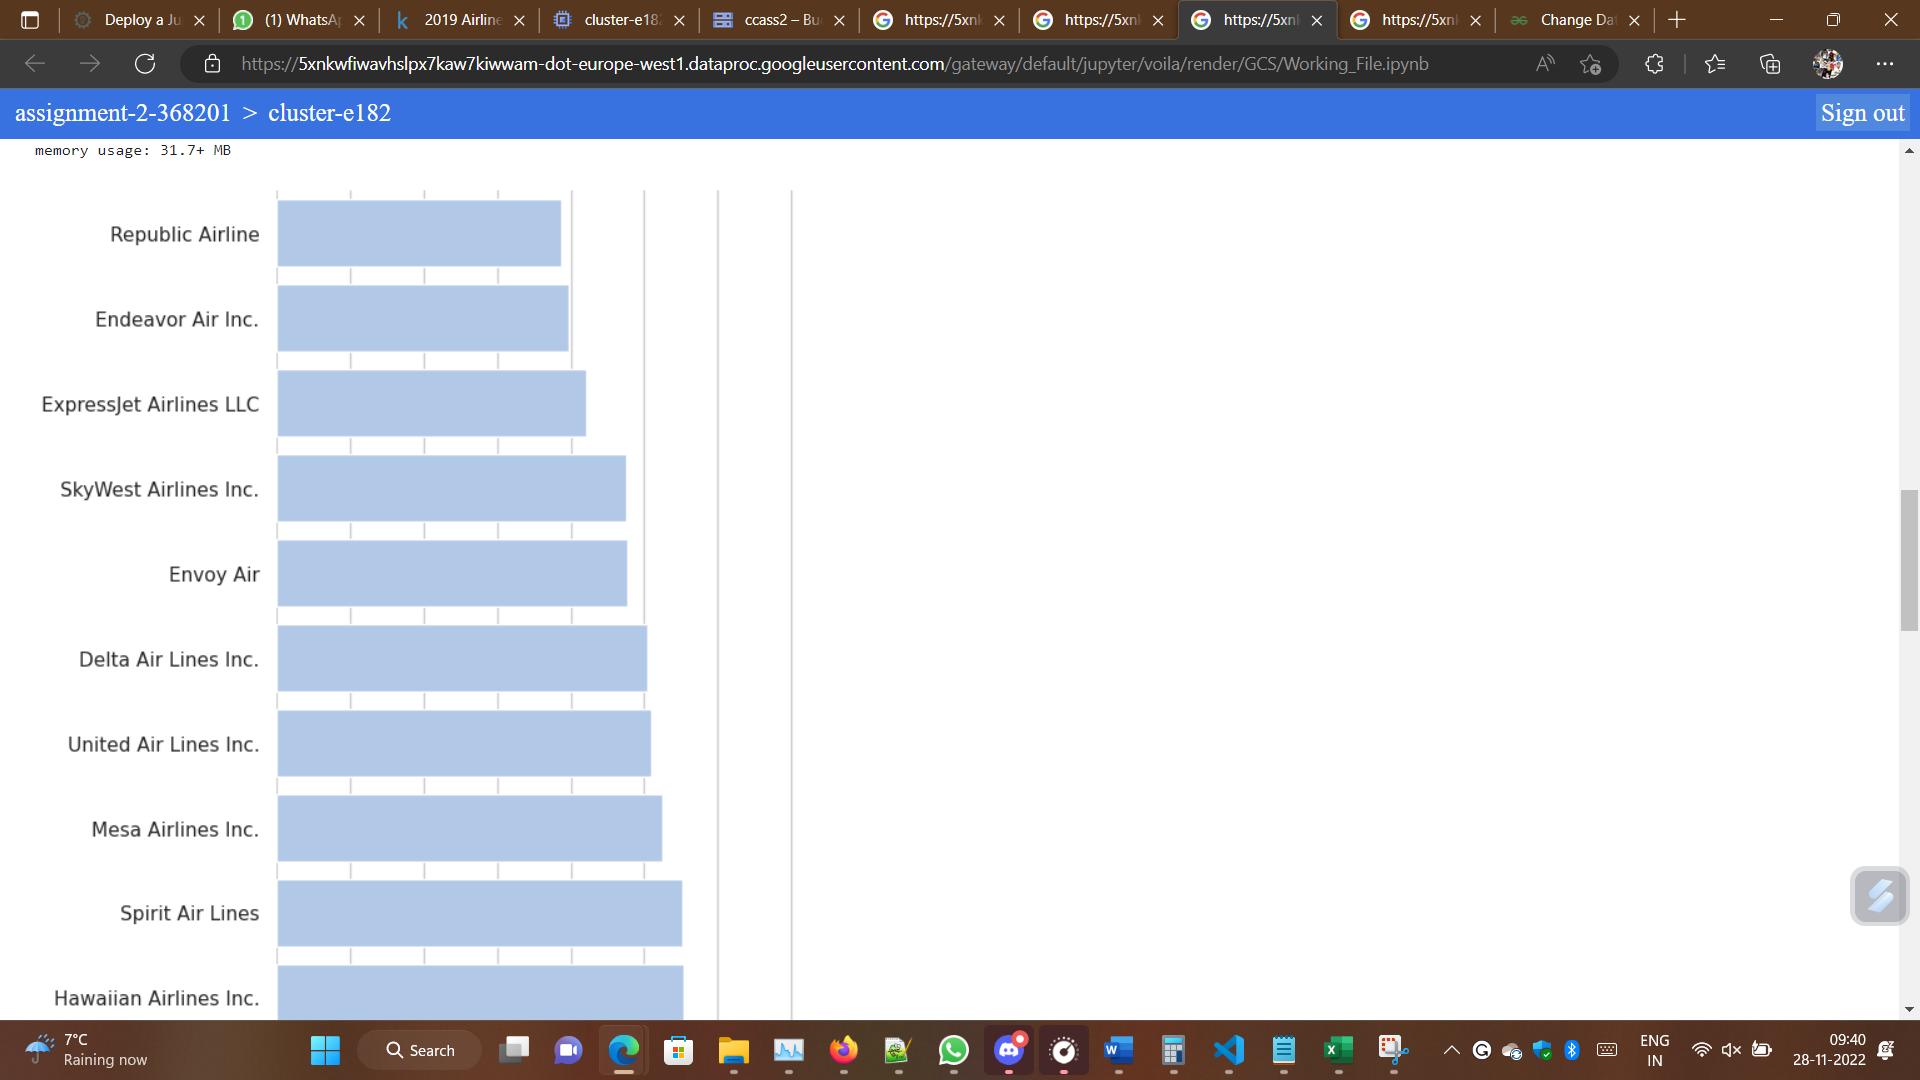 Deploy a Ju
(1) WhatsAp
2019 Airline
cluster-e182
ccass2 – Bu
https://5xnk
https://5xnk
https://5xnk
https://5xnk
Change Dat
https://5xnkwfiwavhslpx7kaw7kiwwam-dot-europe-west1.dataproc.googleusercontent.com/gateway/default/jupyter/voila/render/GCS/Working_File.ipynb
assignment-2-368201 > cluster-e182
Sign out
memory usage: 31.7+ MB
Republic Airline
Endeavor Air Inc.
ExpressJet Airlines LLC
SkyWest Airlines Inc.
Envoy Air
Delta Air Lines Inc.
United Air Lines Inc.
Mesa Airlines Inc.
Spirit Air Lines
Hawaiian Airlines Inc.
7°C
Raining now
Search
ENG
IN
09:40
28-11-2022